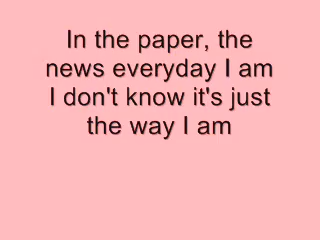 In the paper, the
news everyday I am
I don't know it's just
the way I am